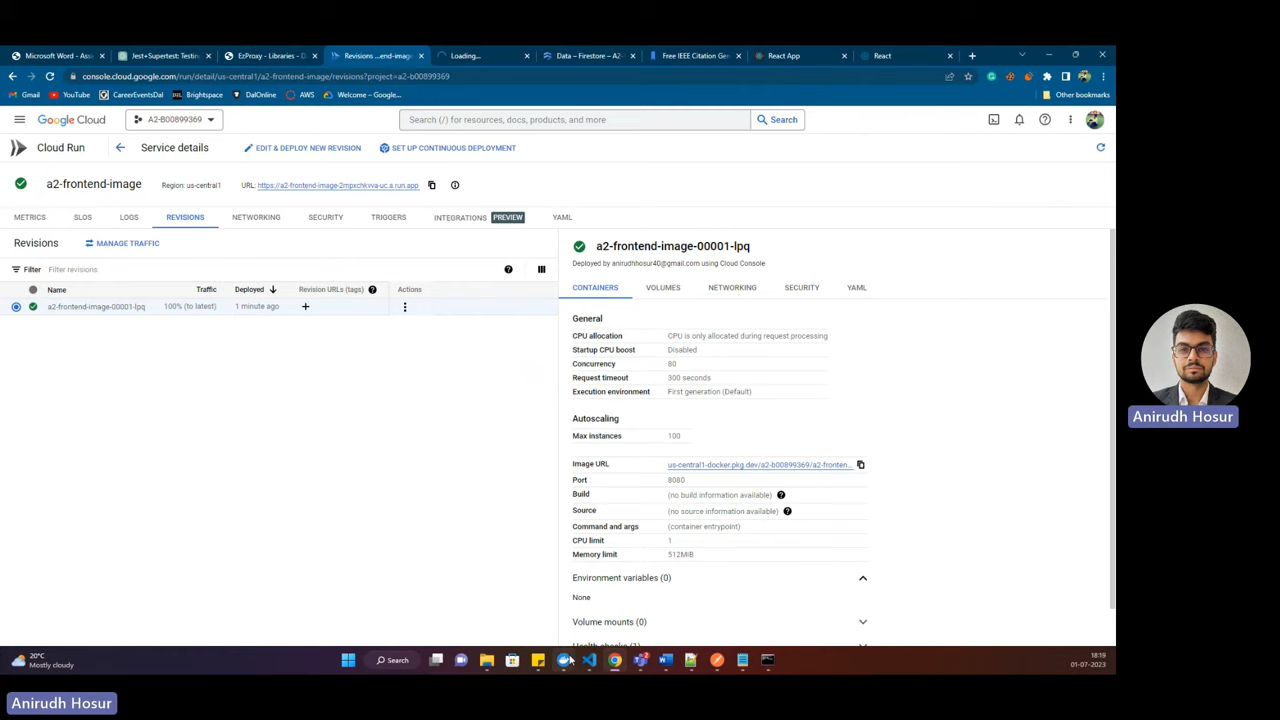 Microsoft Word - Ass
Jest+Supertest: Testin
EzProxy - Libraries - D
Revisions ...end-image
Loading...
Data – Firestore – A2-
Free IEEE Citation Gen
React App
React
console.cloud.google.com/run/detail/us-central1/a2-frontend-image/revisions?project=a2-b00899369
Gmail
YouTube
CareerEventsDal
Brightspace
DalOnline
AWS
Welcome – Google...
Other bookmarks
Google Cloud
A2-B00899369
Search (/) for resources, docs, products, and more
Search
Cloud Run
Service details
EDIT & DEPLOY NEW REVISION
SET UP CONTINUOUS DEPLOYMENT
a2-frontend-image
Region: us-central1
URL: https://a2-frontend-image-2mpxchkvva-uc.a.run.app
METRICS
SLOS
LOGS
REVISIONS
NETWORKING
SECURITY
TRIGGERS
INTEGRATIONS PREVIEW
YAML
Revisions
MANAGE TRAFFIC
Filter Filter revisions
Name Traffic Deployed Revision URLs (tags) Actions
a2-frontend-image-00001-lpq 100% (to latest) 1 minute ago
a2-frontend-image-00001-lpq
Deployed by anirudhhosur40@gmail.com using Cloud Console
CONTAINERS
VOLUMES
NETWORKING
SECURITY
YAML
General
CPU allocation CPU is only allocated during request processing
Startup CPU boost Disabled
Concurrency 80
Request timeout 300 seconds
Execution environment First generation (Default)
Autoscaling
Max instances 100
Image URL us-central1-docker.pkg.dev/a2-b00899369/a2-fronten...
Port 8080
Build (no build information available)
Source (no source information available)
Command and args (container entrypoint)
CPU limit 1
Memory limit 512MiB
Environment variables (0)
None
Volume mounts (0)
Health checks (1)
20°C
Mostly cloudy
Search
2
18:19
01-07-2023
Anirudh Hosur
Anirudh Hosur